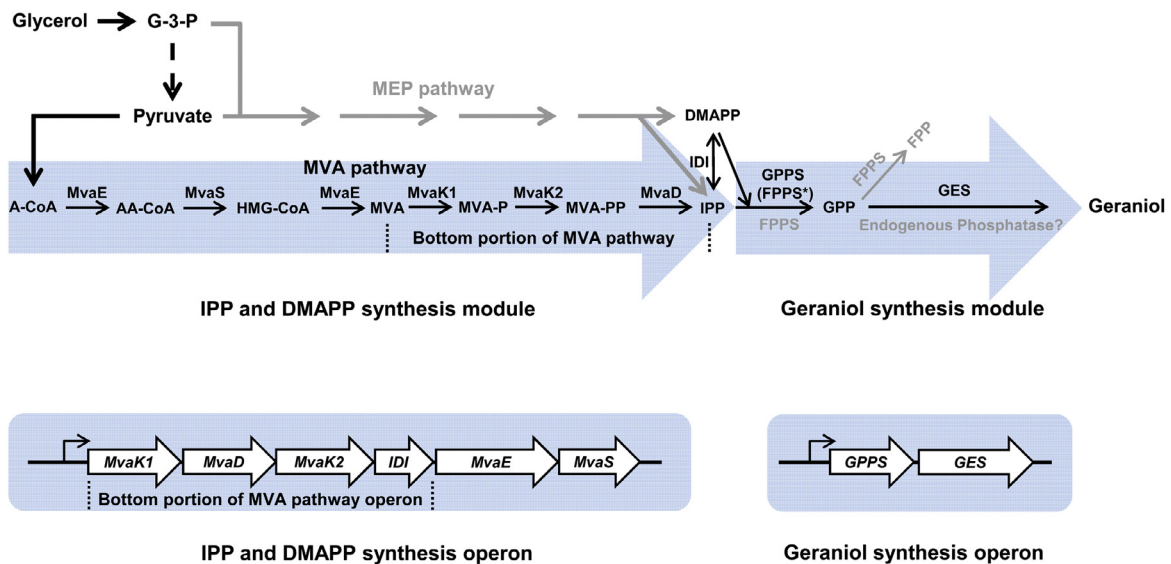 Glycerol
G-3-P
MEP pathway
Pyruvate
DMAPP
MVA pathway
IDI
GPPS
(FPPS*)
FPPS
FPP
GES
A-CoA
MvaE
AA-CoA
MvaS
HMG-CoA
MvaE
MVA
MvaK1
MVA-P
MvaK2
MVA-PP
MvaD
IPP
FPPS
GPP
Endogenous Phosphatase?
Geraniol
Bottom portion of MVA pathway
IPP and DMAPP synthesis module
Geraniol synthesis module
MvaK1
MvaD
MvaK2
IDI
MvaE
MvaS
GPPS
GES
Bottom portion of MVA pathway operon
IPP and DMAPP synthesis operon
Geraniol synthesis operon